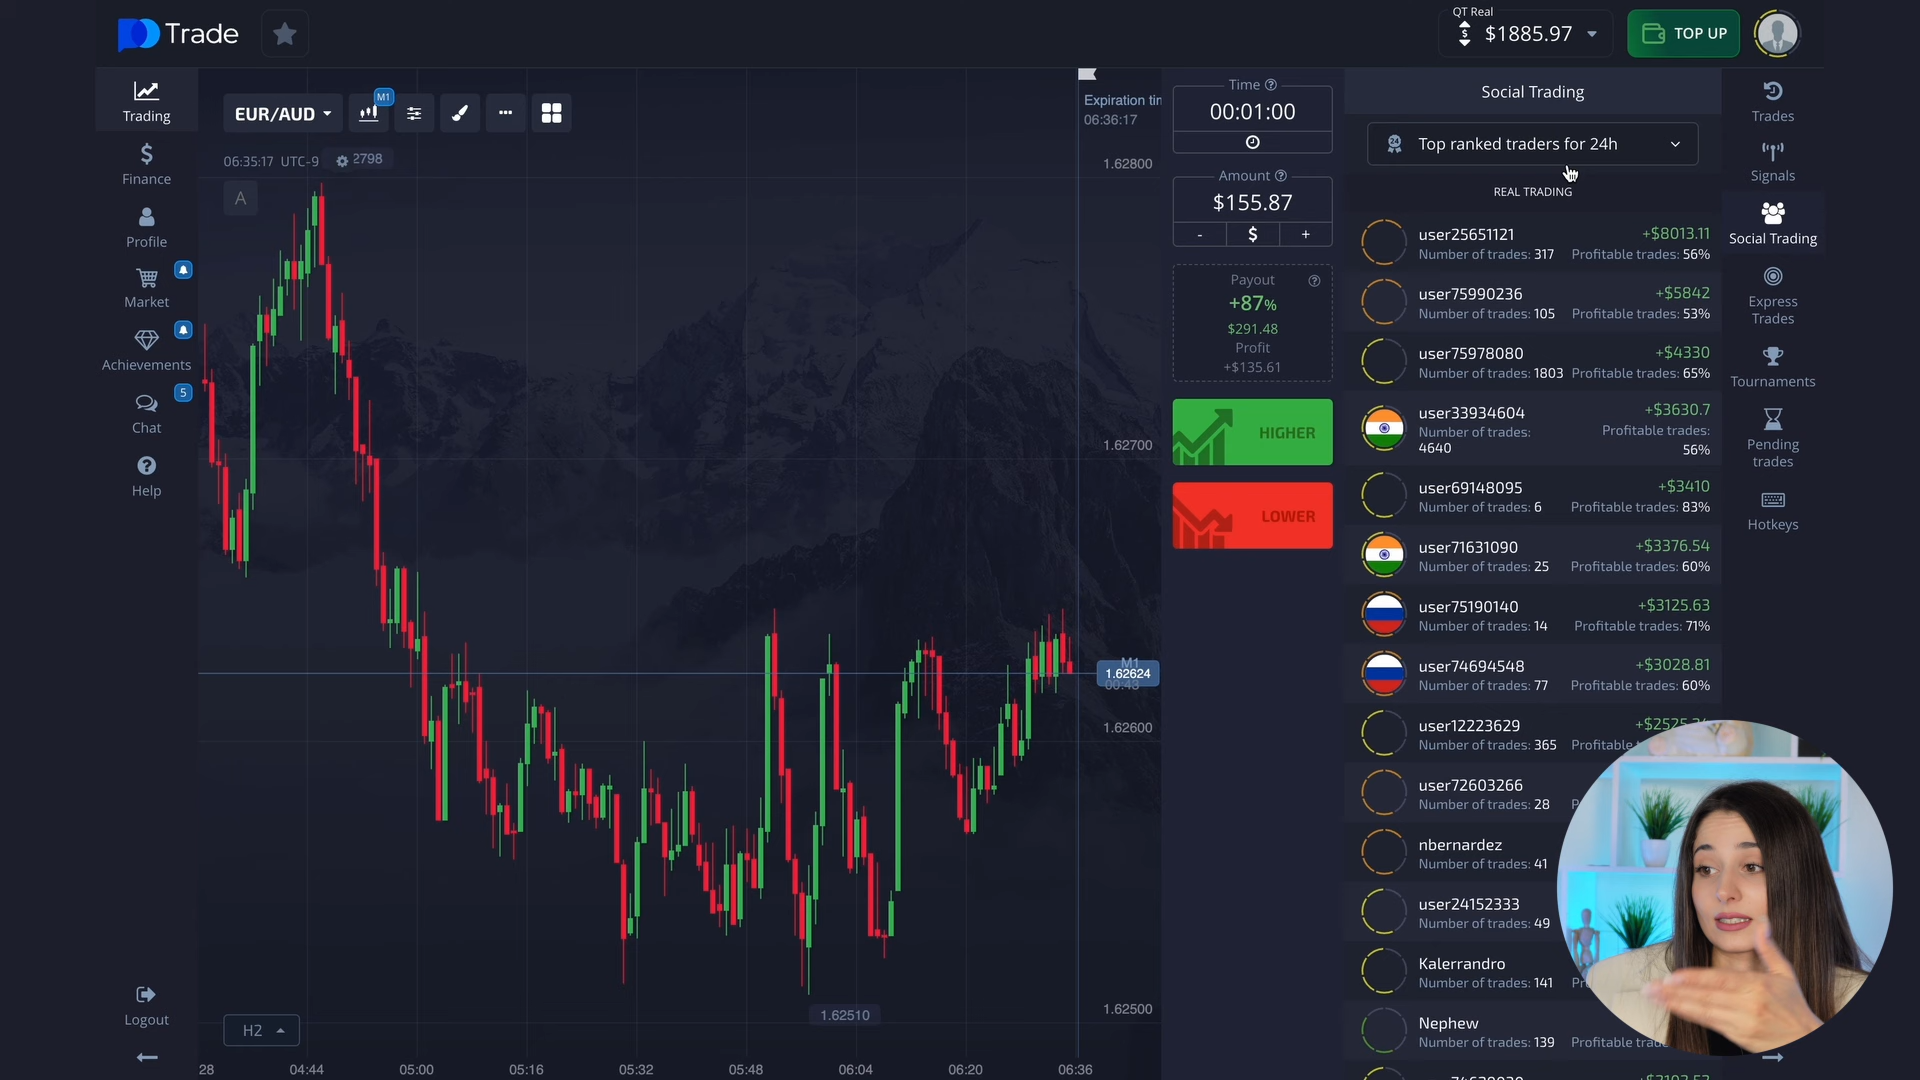 Trade
QT Real
$1885.97
TOP UP
Trading
Finance
Profile
Market
Achievements
5
Chat
Help
Logout
EUR/AUD
M1
06:35:17 UTC-9
2798
A
Expiration tim
06:36:17
1.62800
1.62700
M1
1.62624
00:43
1.62600
1.62510
1.62500
H2
28
04:44
05:00
05:16
05:32
05:48
06:04
06:20
06:36
Time
00:01:00
Amount
$155.87
- $ +
Payout
+87%
$291.48
Profit
+$135.61
HIGHER
LOWER
Social Trading
Top ranked traders for 24h
REAL TRADING
user25651121 +$8013.11
Number of trades: 317 Profitable trades: 56%
user75990236 +$5842
Number of trades: 105 Profitable trades: 53%
user75978080 +$4330
Number of trades: 1803 Profitable trades: 65%
user33934604 +$3630.7
Number of trades: Profitable trades:
4640 56%
user69148095 +$3410
Number of trades: 6 Profitable trades: 83%
user71631090 +$3376.54
Number of trades: 25 Profitable trades: 60%
user75190140 +$3125.63
Number of trades: 14 Profitable trades: 71%
user74694548 +$3028.81
Number of trades: 77 Profitable trades: 60%
user12223629
Number of trades: 365 Profitable
user72603266
Number of trades: 28
nbernardez
Number of trades: 41
user24152333
Number of trades: 49
Kalerrandro
Number of trades: 141
Nephew
Number of trades: 139 Profitable
Trades
Signals
Social Trading
Express
Trades
Tournaments
Pending
trades
Hotkeys